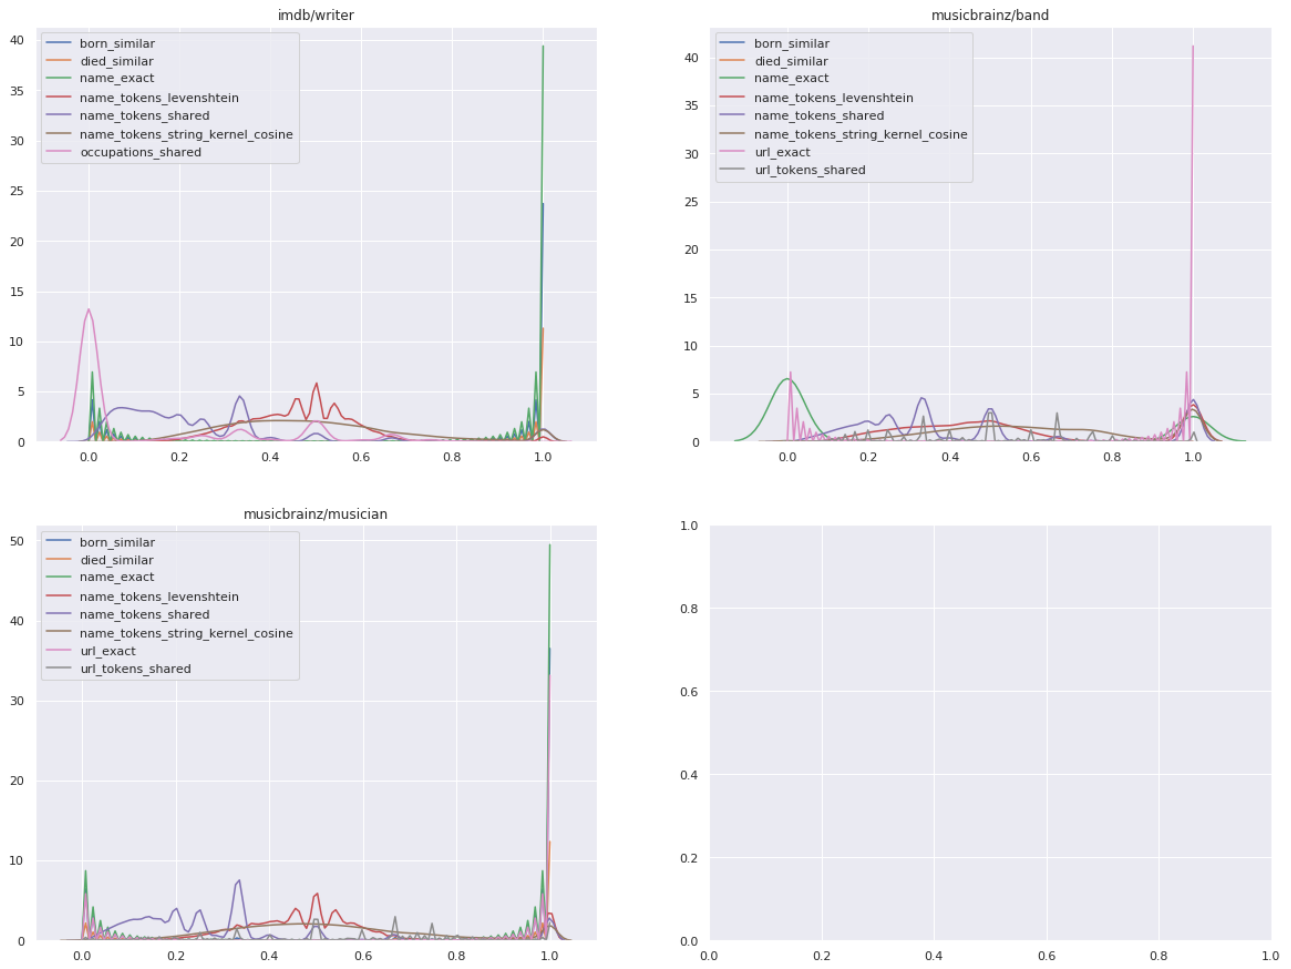 imdb/writer
40
35
30
25
20
15
10
5
0
born_similar
died_similar
name_exact
name_tokens_levenshtein
name_tokens_shared
name_tokens_string_kernel_cosine
occupations_shared
0.0 0.2 0.4 0.6 0.8 1.0
musicbrainz/band
40
35
30
25
20
15
10
5
0
born_similar
died_similar
name_exact
name_tokens_levenshtein
name_tokens_shared
name_tokens_string_kernel_cosine
url_exact
url_tokens_shared
0.0 0.2 0.4 0.6 0.8 1.0
musicbrainz/musician
50
40
30
20
10
0
born_similar
died_similar
name_exact
name_tokens_levenshtein
name_tokens_shared
name_tokens_string_kernel_cosine
url_exact
url_tokens_shared
0.0 0.2 0.4 0.6 0.8 1.0
1.0
0.8
0.6
0.4
0.2
0.0
0.0 0.2 0.4 0.6 0.8 1.0